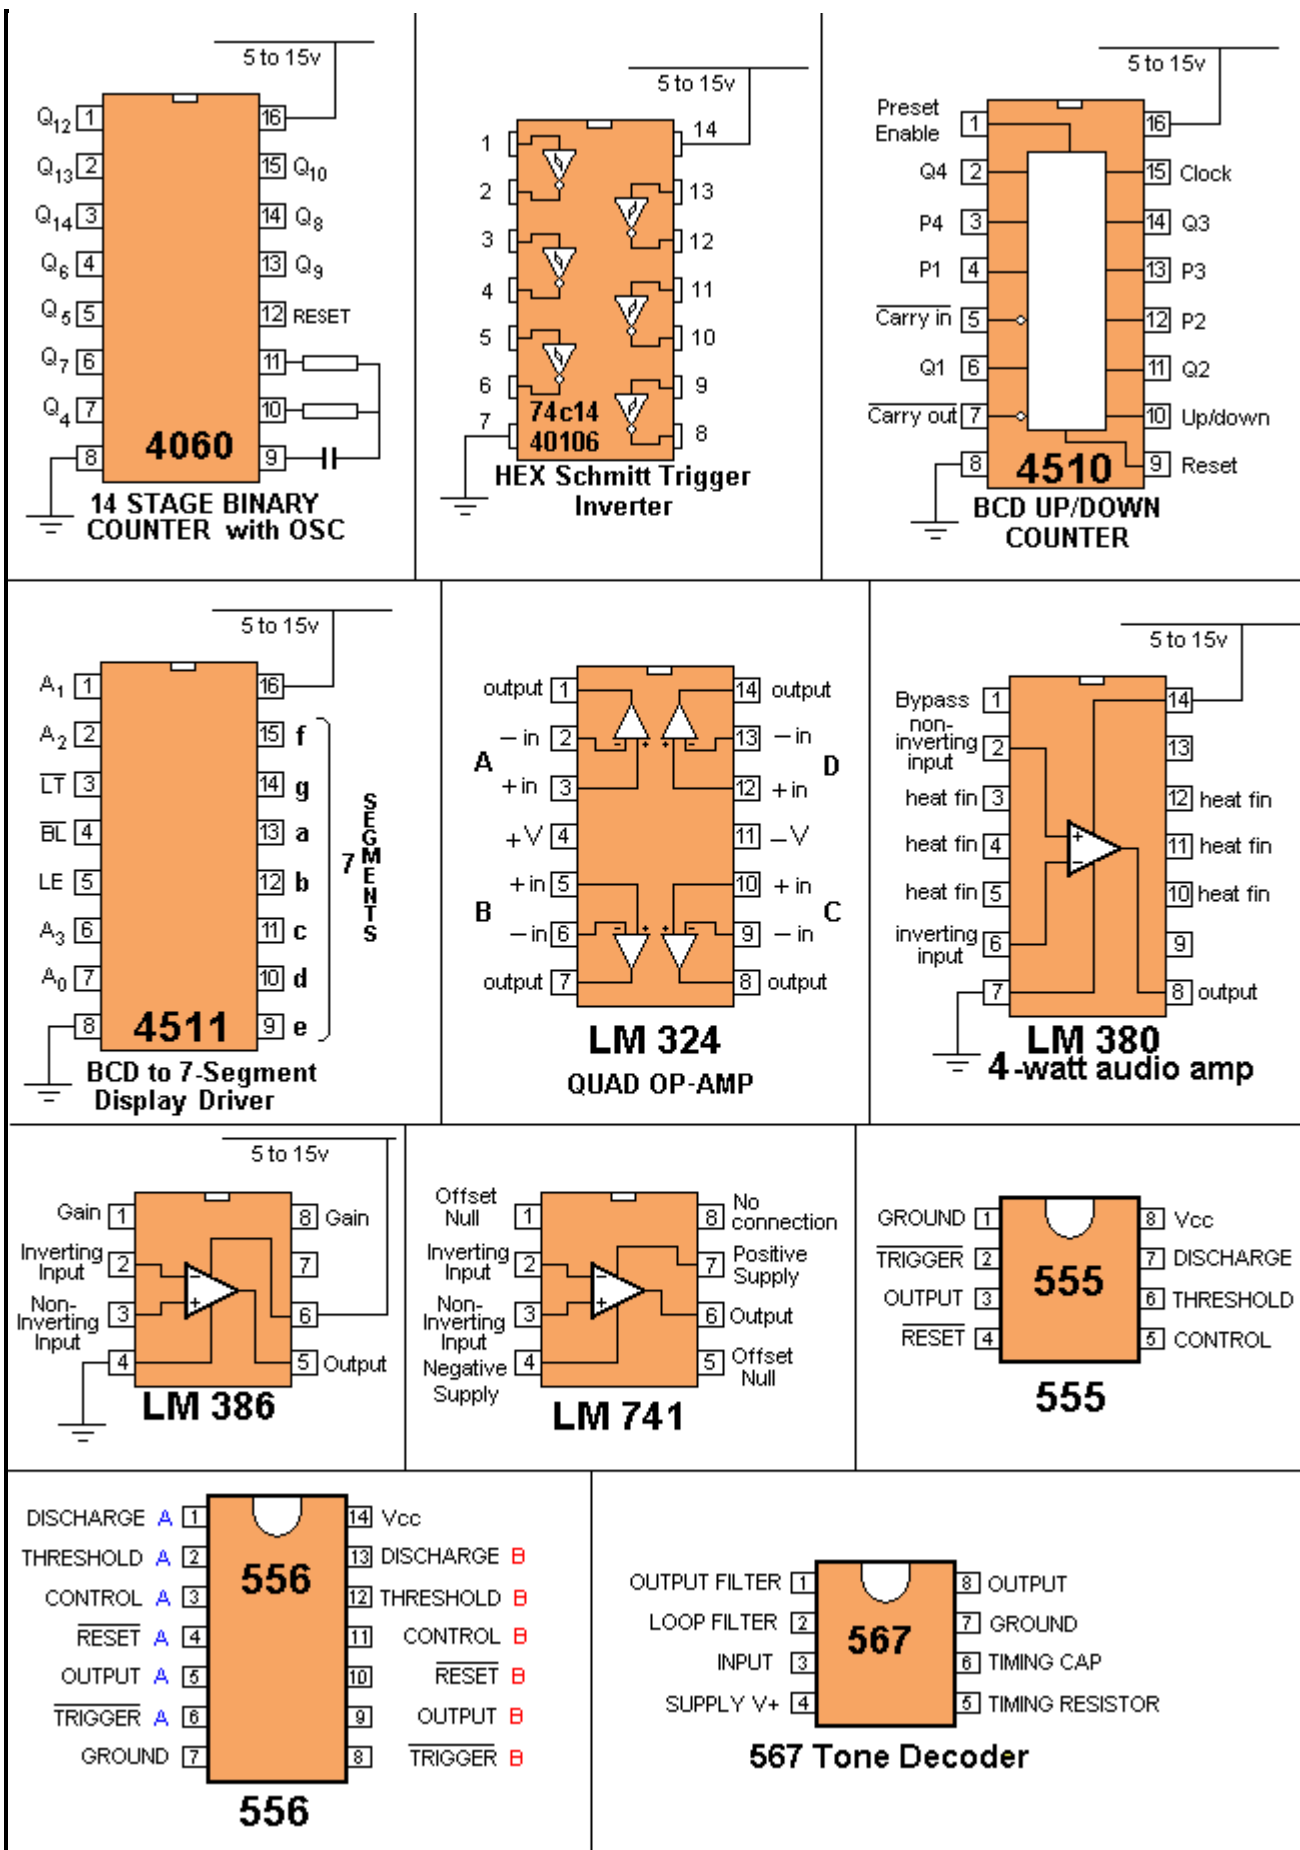 5 to 15v
Q12 1
16
Q13 2
15 Q10
Q14 3
14 Q8
Q6 4
13 Q9
Q5 5
12 RESET
Q7 6
11
Q4 7
10
8
9
4060
14 STAGE BINARY
COUNTER with OSC
5 to 15v
1
14
2
13
3
12
4
11
5
10
6
9
7
8
74c14
40106
HEX Schmitt Trigger
Inverter
5 to 15v
Preset
Enable
1
16
Q4 2
15 Clock
P4 3
14 Q3
P1 4
13 P3
Carry in 5
12 P2
Q1 6
11 Q2
Carry out 7
10 Up/down
8
9 Reset
4510
BCD UP/DOWN
COUNTER
5 to 15v
A1 1
16
A2 2
15 f
LT 3
14 g
BL 4
13 a
LE 5
12 b
A3 6
11 c
A0 7
10 d
8
9 e
7 SEGMENTS
4511
BCD to 7-Segment
Display Driver
output 1
14 output
– in 2
13 – in
A
D
+ in 3
12 + in
+V 4
11 –V
+ in 5
10 + in
B
C
– in 6
9 – in
output 7
8 output
- + + -
- + + -
LM 324
QUAD OP-AMP
5 to 15v
Bypass 1
14
non-
inverting
input
2
13
heat fin 3
12 heat fin
heat fin 4
11 heat fin
heat fin 5
10 heat fin
inverting
input
6
9
7
8 output
+
–
LM 380
4-watt audio amp
5 to 15v
Gain 1
8 Gain
Inverting
Input
2
7
Non-
Inverting
Input
3
6
4
5 Output
–
+
LM 386
Offset
Null
1
8 No
connection
Inverting
Input
2
7 Positive
Supply
Non-
Inverting
Input
3
6 Output
4
Negative
Supply
5 Offset
Null
–
+
LM 741
GROUND 1
8 Vcc
TRIGGER 2
7 DISCHARGE
OUTPUT 3
6 THRESHOLD
RESET 4
5 CONTROL
555
555
DISCHARGE A 1
14 Vcc
THRESHOLD A 2
13 DISCHARGE B
CONTROL A 3
12 THRESHOLD B
RESET A 4
11 CONTROL B
OUTPUT A 5
10 RESET B
TRIGGER A 6
9 OUTPUT B
GROUND 7
8 TRIGGER B
556
556
OUTPUT FILTER 1
8 OUTPUT
LOOP FILTER 2
7 GROUND
INPUT 3
6 TIMING CAP
SUPPLY V+ 4
5 TIMING RESISTOR
567
567 Tone Decoder